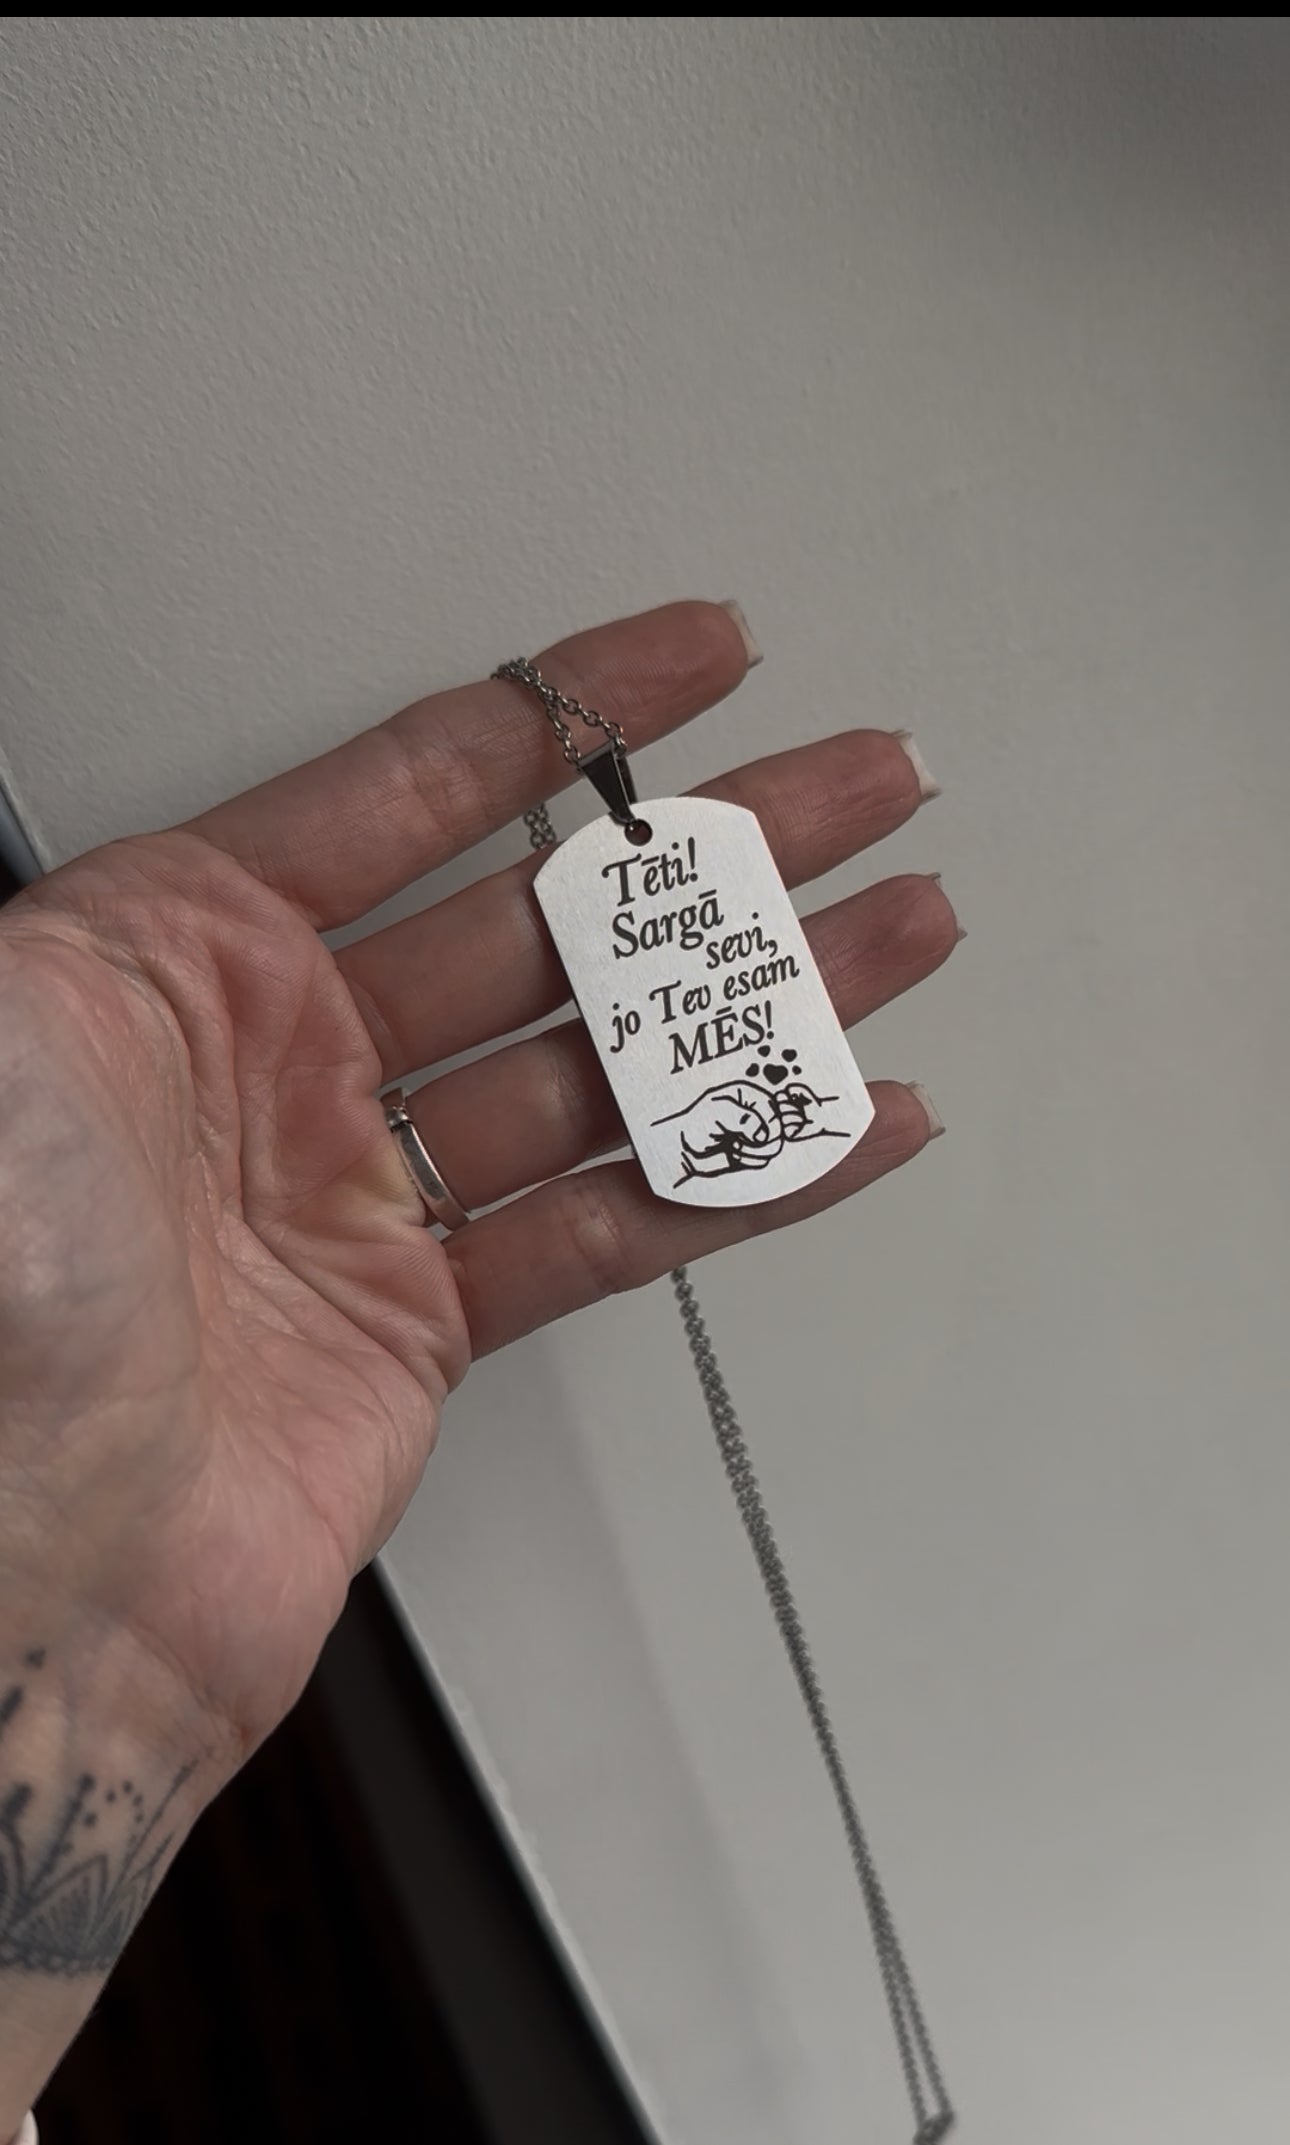 Tēti!
Sargā
sevi,
jo Tev esam
MĒS!